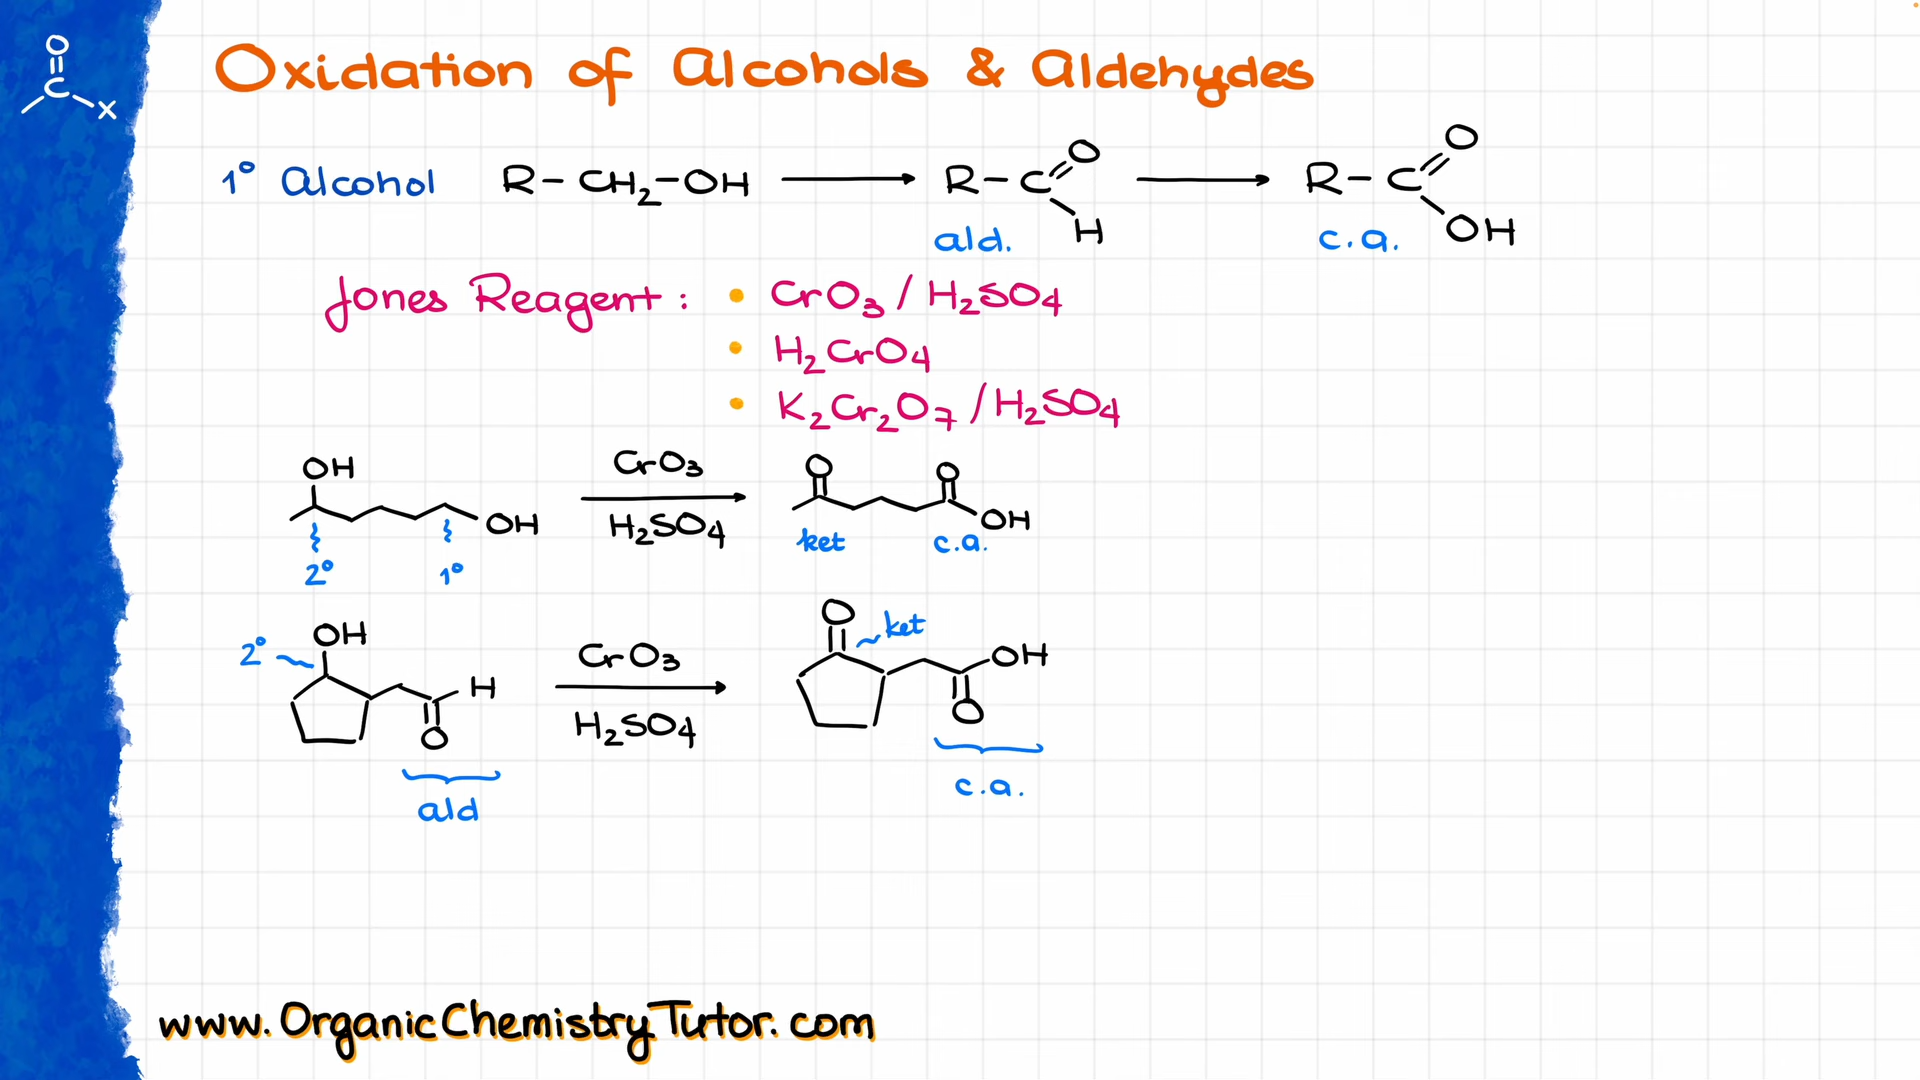 O
C
X
Oxidation of Alcohols & Aldehydes
1° Alcohol R-CH₂-OH R-C O H R-C O OH
ald. c.a.
Jones Reagent: • CrO₃/H₂SO₄
• H₂CrO₄
• K₂Cr₂O₇/H₂SO₄
OH OH CrO₃ H₂SO₄ O O OH
2° 1° ket c.a.
2° OH H O CrO₃ H₂SO₄ O ket OH O
ald c.a.
www.OrganicChemistryTutor.com